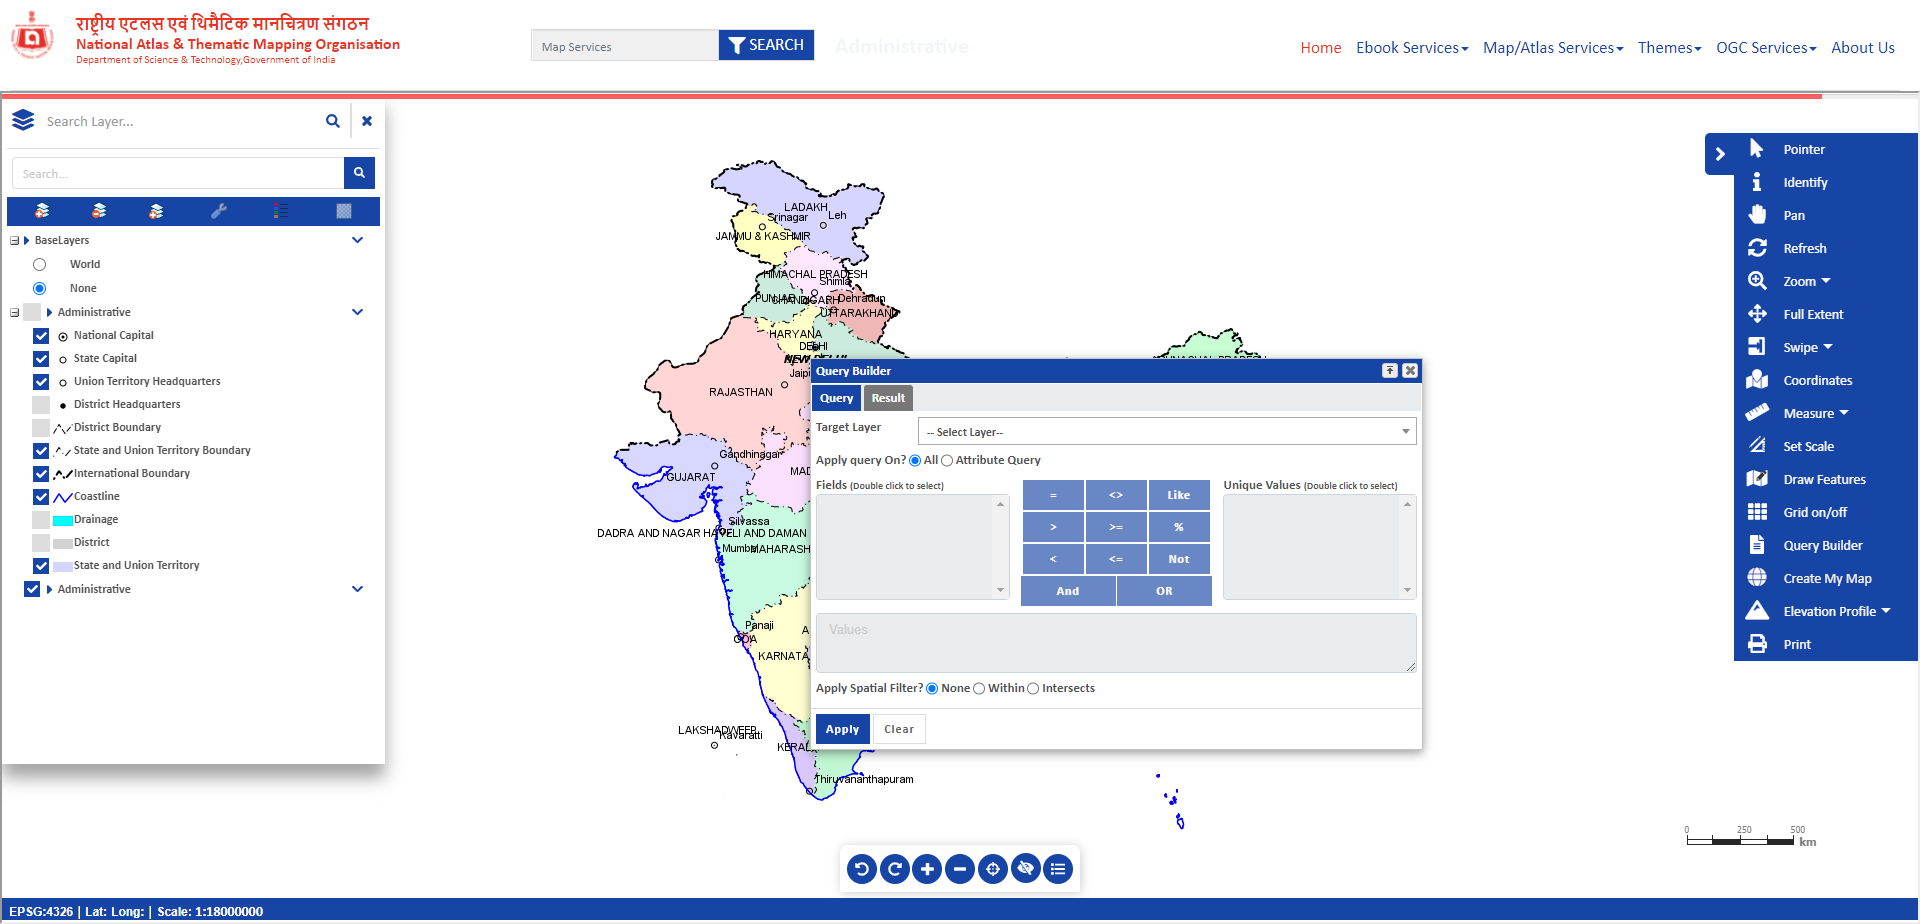 राष्ट्रीय एटलस एवं थिमैटिक मानचित्रण संगठन
National Atlas & Thematic Mapping Organisation
Department of Science & Technology,Government of India
Map Services
SEARCH
Administrative
Home
Ebook Services
Map/Atlas Services
Themes
OGC Services
About Us
Search Layer...
Search...
BaseLayers
World
None
Administrative
National Capital
State Capital
Union Territory Headquarters
District Headquarters
District Boundary
State and Union Territory Boundary
International Boundary
Coastline
Drainage
District
State and Union Territory
Administrative
LADAKH
Srinagar
Leh
JAMMU & KASHMIR
HIMACHAL PRADESH
Shimla
PUNJAB
CHANDIGARH
Dehradun
UTTARAKHAND
HARYANA
DELHI
RAJASTHAN
Gandhinagar
GUJARAT
Silvassa
DADRA AND NAGAR HAVELI AND DAMAN
Panaji
GOA
LAKSHADWEEP
Kavaratti
Thiruvananthapuram
Query Builder
Query
Result
Target Layer
-- Select Layer--
Apply query On? All Attribute Query
Fields (Double click to select)
= <> Like
> >= %
< <= Not
And OR
Unique Values (Double click to select)
Values
Apply Spatial Filter? None Within Intersects
Apply
Clear
Pointer
Identify
Pan
Refresh
Zoom
Full Extent
Swipe
Coordinates
Measure
Set Scale
Draw Features
Grid on/off
Query Builder
Create My Map
Elevation Profile
Print
0 250 500
km
EPSG:4326 | Lat: Long: | Scale: 1:18000000